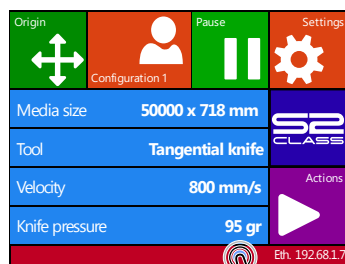 Origin
Configuration 1
Pause
Settings
Media size 50000 x 718 mm
S2
CLASS
Tool Tangential knife
Velocity 800 mm/s
Actions
Knife pressure 95 gr
Eth. 192.68.1.7